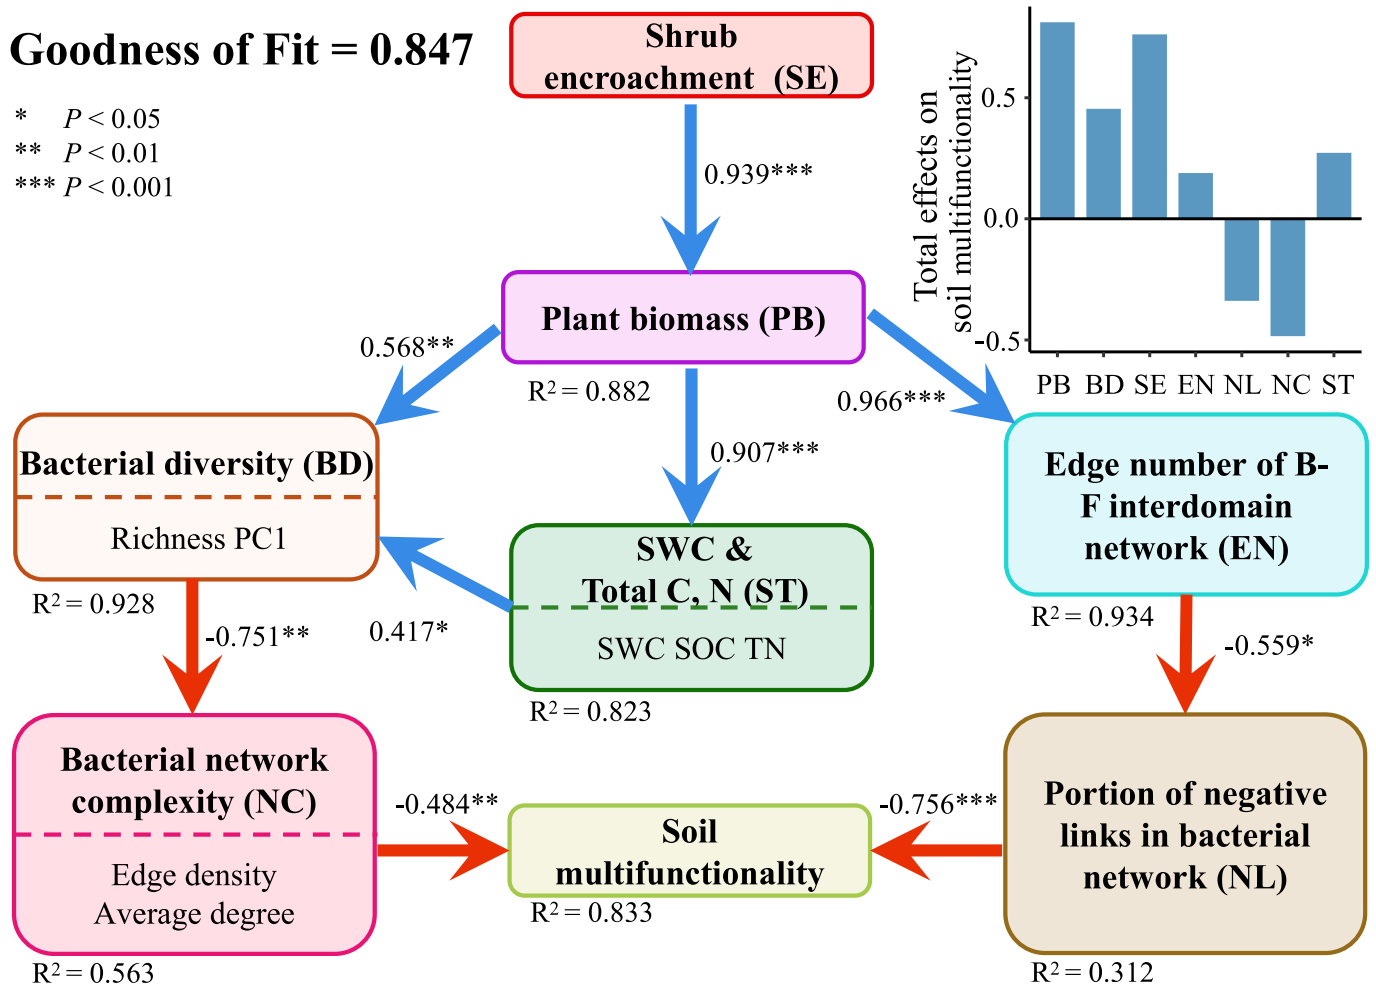 Goodness of Fit = 0.847
* P < 0.05
** P < 0.01
*** P < 0.001
Shrub
encroachment (SE)
0.939***
Total effects on
soil multifunctionality
0.5
0.0
-0.5
PB BD SE EN NL NC ST
Plant biomass (PB)
R² = 0.882
0.568**
0.907***
0.966***
Bacterial diversity (BD)
Richness PC1
R² = 0.928
SWC &
Total C, N (ST)
SWC SOC TN
R² = 0.823
0.417*
Edge number of B-
F interdomain
network (EN)
R² = 0.934
-0.751**
-0.559*
Bacterial network
complexity (NC)
Edge density
Average degree
R² = 0.563
-0.484**
Soil
multifunctionality
R² = 0.833
-0.756***
Portion of negative
links in bacterial
network (NL)
R² = 0.312